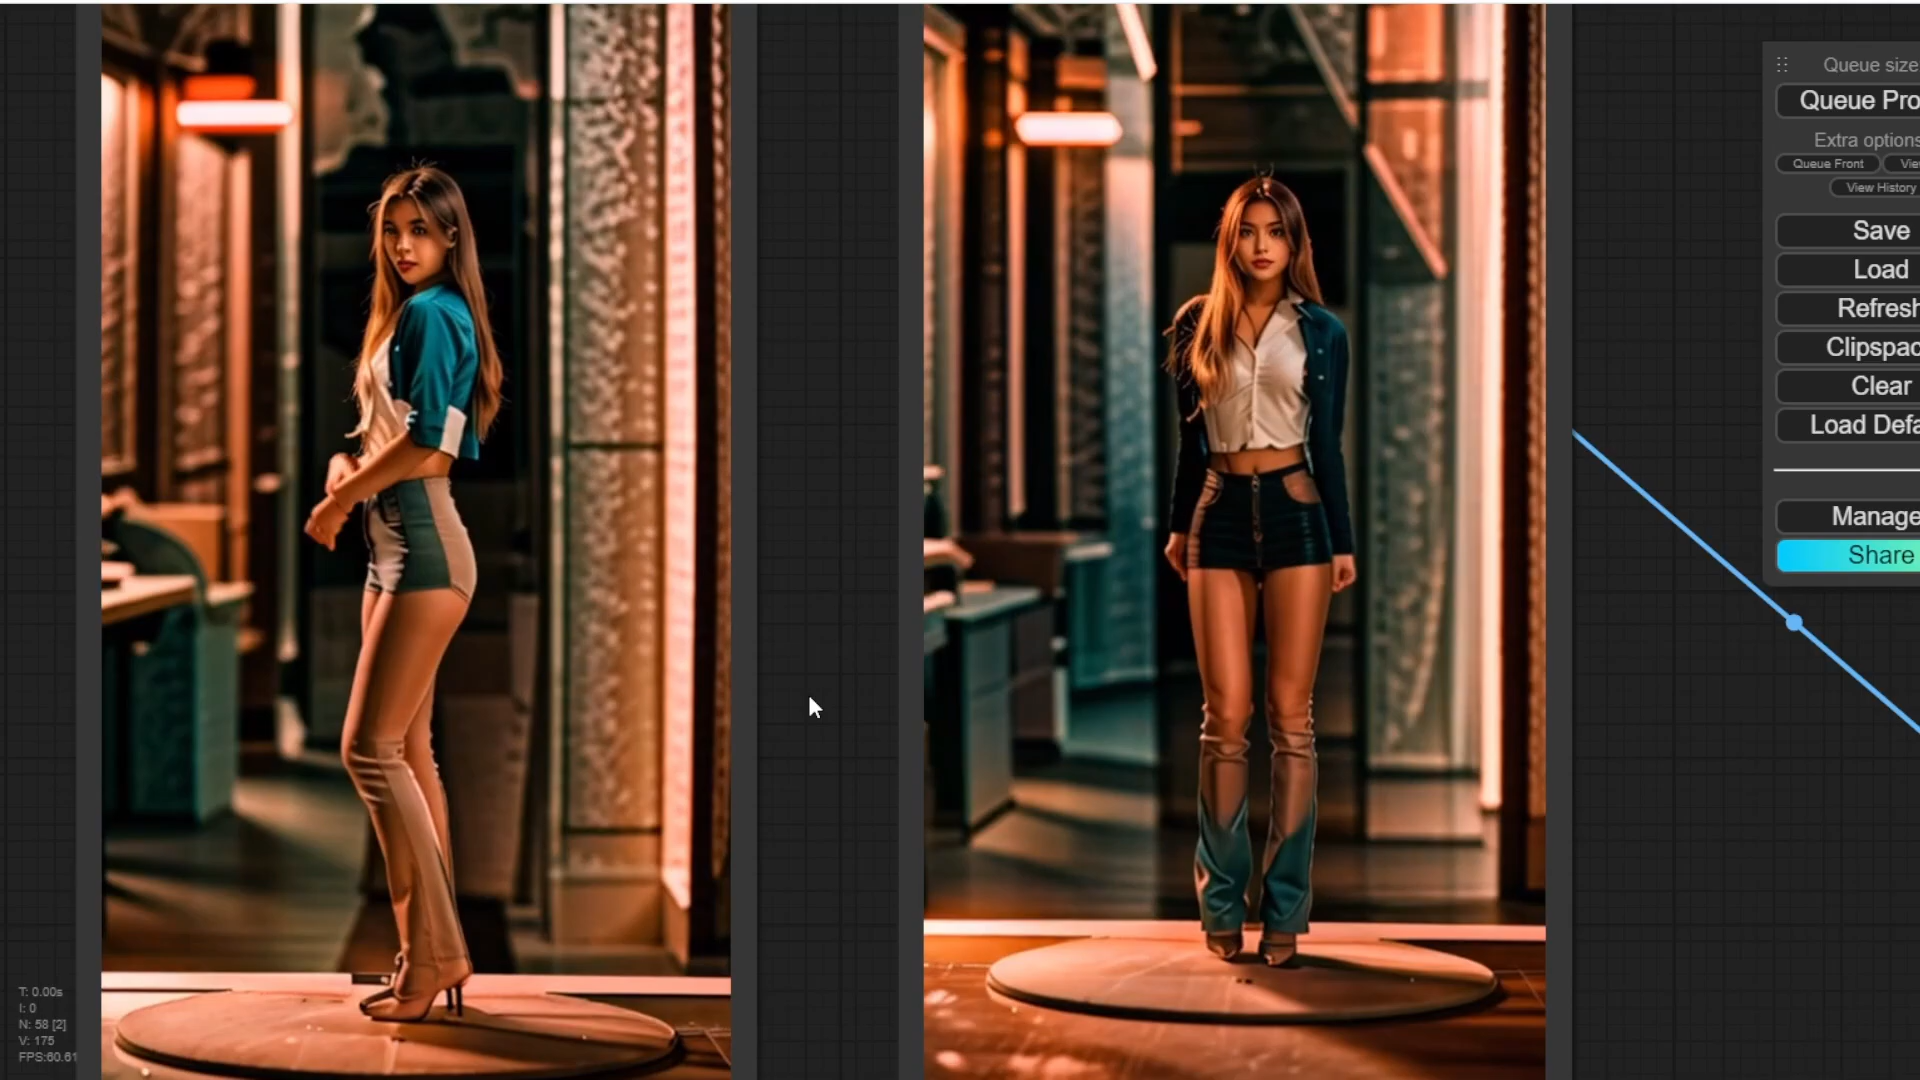 Queue size
Queue Pro
Extra options
Queue Front
Vie
View History
Save
Load
Refresh
Clipspac
Clear
Load Defa
Manage
Share
T: 0.00s
I: 0
N: 58 [2]
V: 175
FPS:60.61